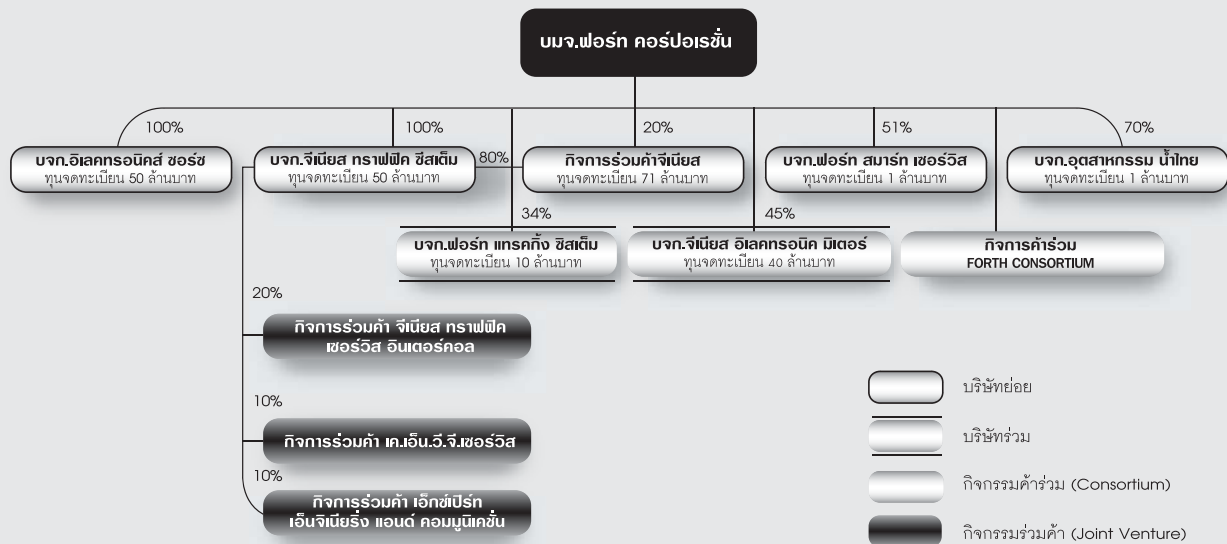 บมจ.ฟอร์ท คอร์ปอเรชั่น
100%
100%
20%
51%
70%
บจก.อิเลคทรอนิคส์ ซอร์ซ
ทุนจดทะเบียน 50 ล้านบาท
บจก.จีเนียส ทราฟฟิค ซีสเต็ม
ทุนจดทะเบียน 50 ล้านบาท
80%
กิจการร่วมค้าจีเนียส
ทุนจดทะเบียน 71 ล้านบาท
บจก.ฟอร์ท สมาร์ท เซอร์วิส
ทุนจดทะเบียน 1 ล้านบาท
บจก.อุตสาหกรรม น้ำไทย
ทุนจดทะเบียน 1 ล้านบาท
34%
45%
บจก.ฟอร์ท แทรคกิ้ง ซิสเต็ม
ทุนจดทะเบียน 10 ล้านบาท
บจก.จีเนียส อิเลคทรอนิค มิเตอร์
ทุนจดทะเบียน 40 ล้านบาท
กิจการค้าร่วม
FORTH CONSORTIUM
20%
กิจการร่วมค้า จีเนียส ทราฟฟิค
เซอร์วิส อินเตอร์คอล
10%
กิจการร่วมค้า เค.เอ็น.วี.จี.เซอร์วิส
10%
กิจการร่วมค้า เอ็กซ์เปิร์ท
เอ็นจิเนียริ่ง แอนด์ คอมมูนิเคชั่น
บริษัทย่อย
บริษัทร่วม
กิจกรรมค้าร่วม (Consortium)
กิจกรรมร่วมค้า (Joint Venture)